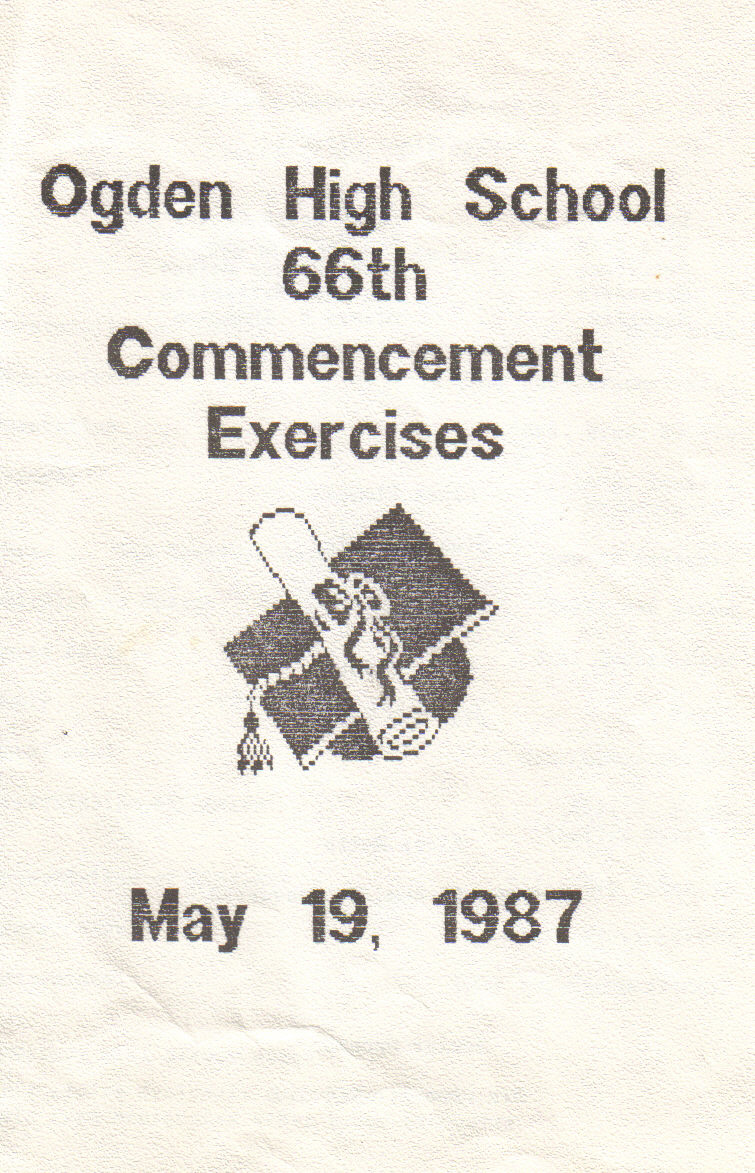 Ogden High School
66th
Commencement
Exercises
May 19, 1987